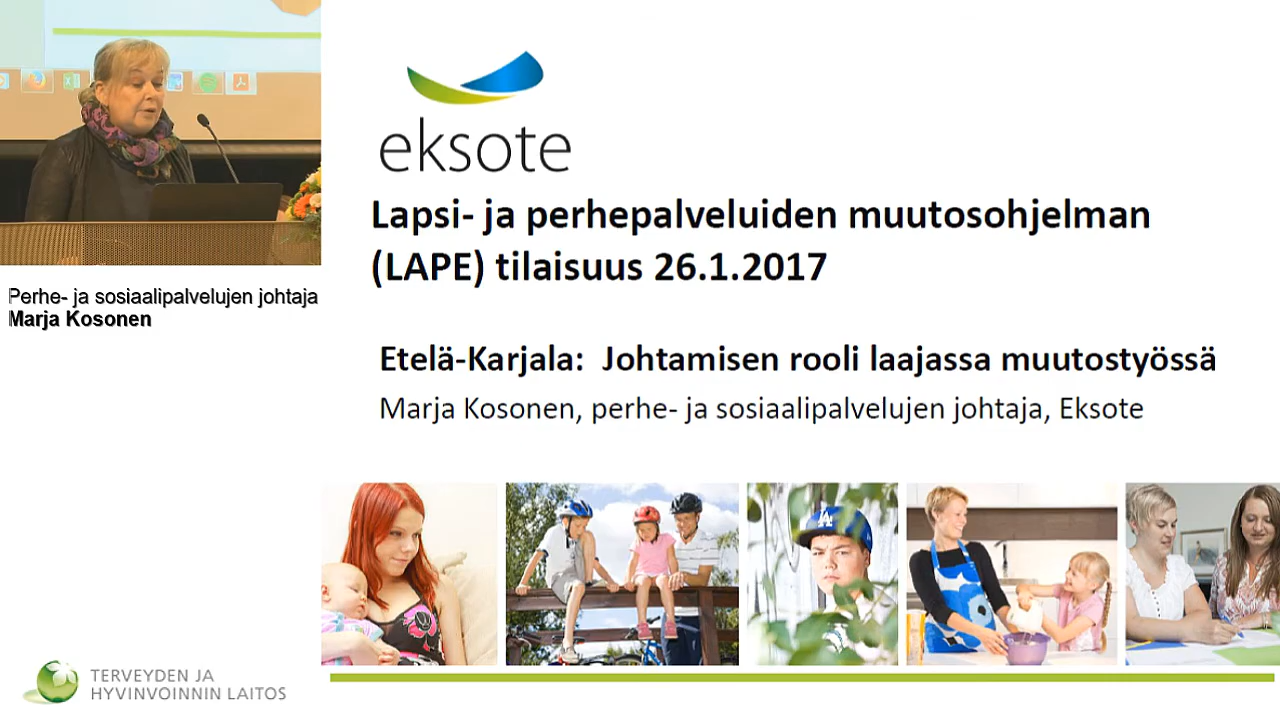 eksote
Lapsi- ja perhepalveluiden muutosohjelman
(LAPE) tilaisuus 26.1.2017
Perhe- ja sosiaalipalvelujen johtaja
Marja Kosonen
Etelä-Karjala: Johtamisen rooli laajassa muutostyössä
Marja Kosonen, perhe- ja sosiaalipalvelujen johtaja, Eksote
LA
TERVEYDEN JA
HYVINVOINNIN LAITOS